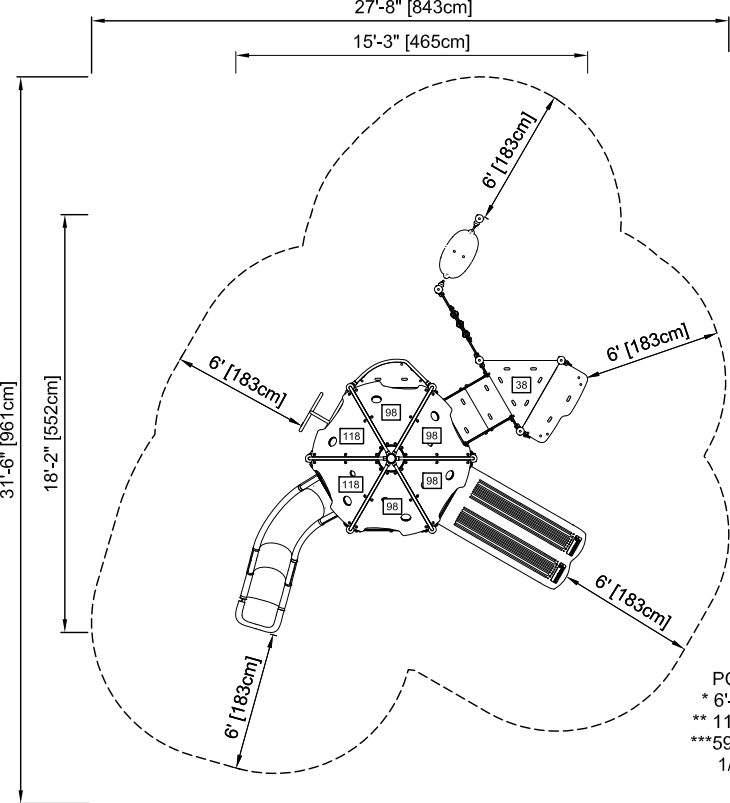 27'-8" [843cm]
15'-3" [465cm]
6' [183cm]
6' [183cm]
6' [183cm]
38
98
118
98
31'-6" [961cm]
18'-2" [552cm]
118
98
98
6' [183cm]
6' [183cm]